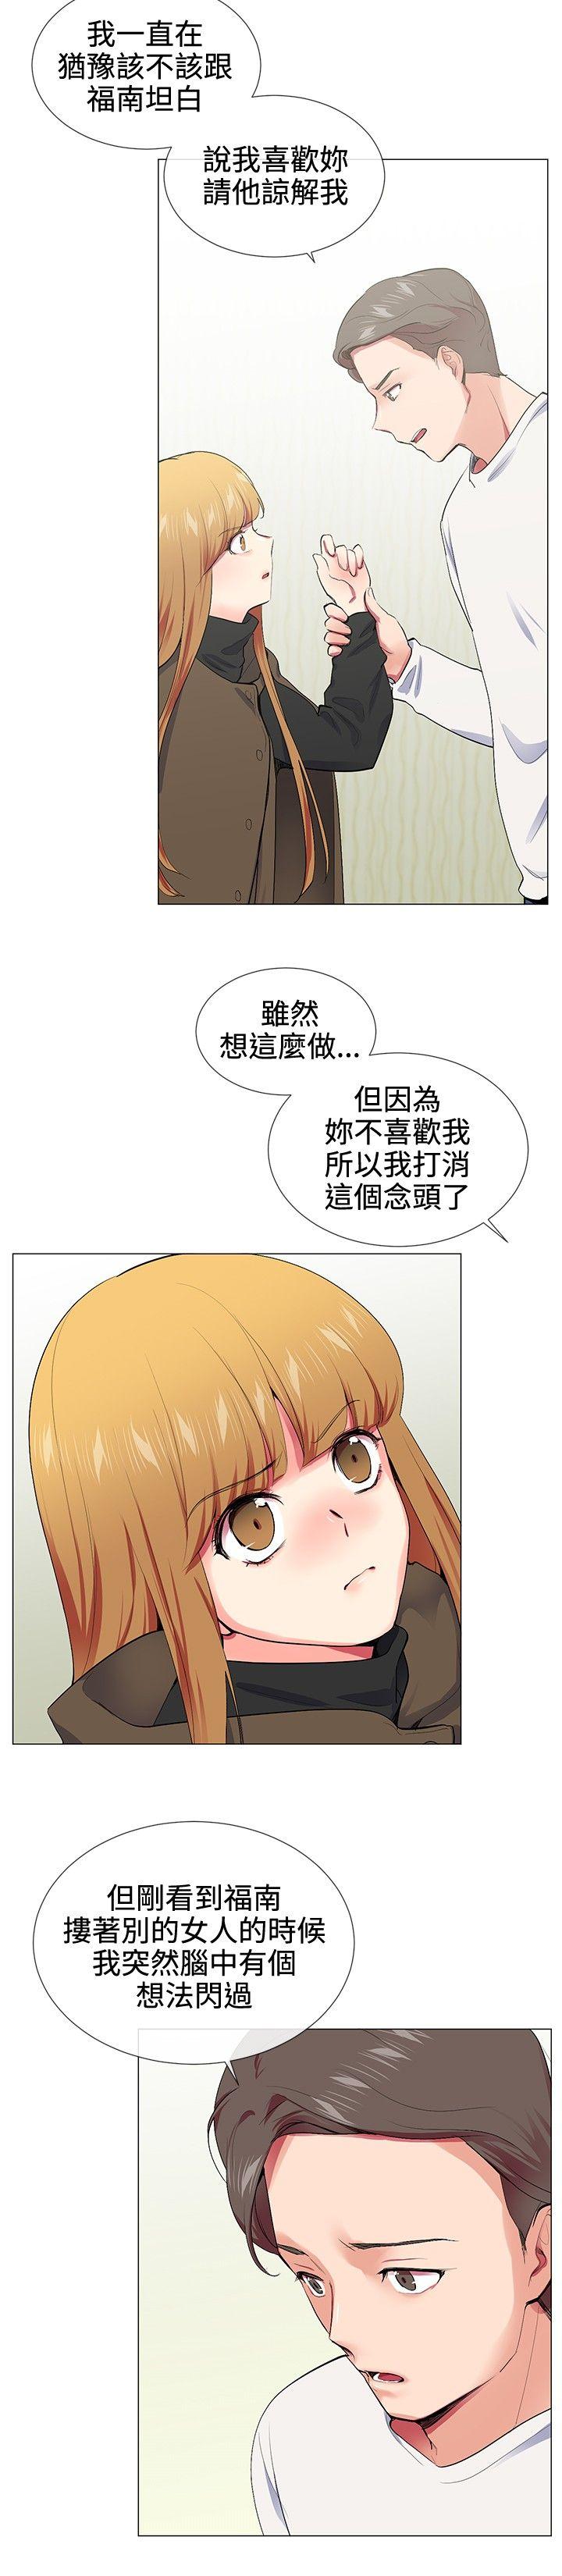 我一直在
猶豫該不該跟
福南坦白
說我喜歡妳
請他諒解我
雖然
想這麼做...
但因為
妳不喜歡我
所以我打消
這個念頭了
但剛看到福南
摟著別的女人的時候
我突然腦中有個
想法閃過